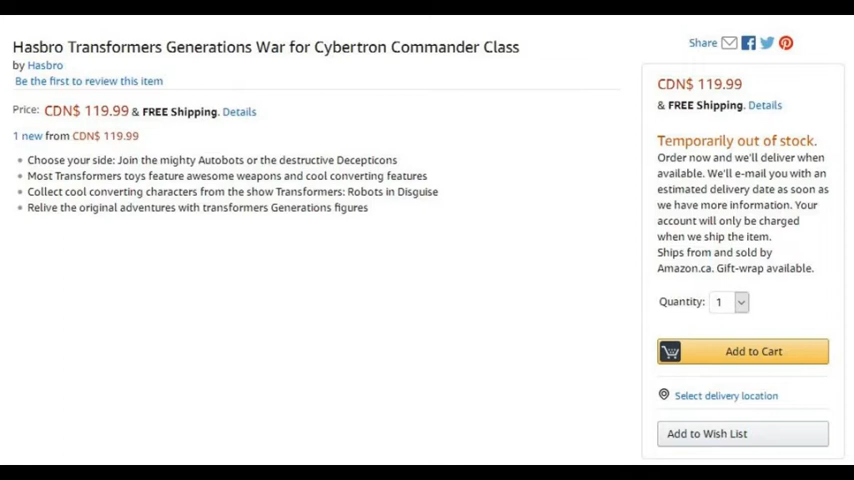 Hasbro Transformers Generations War for Cybertron Commander Class
by Hasbro
Be the first to review this item
Price: CDN$ 119.99 & FREE Shipping. Details
1 new from CDN$ 119.99
Choose your side: Join the mighty Autobots or the destructive Decepticons
Most Transformers toys feature awesome weapons and cool converting features
Collect cool converting characters from the show Transformers: Robots in Disguise
Relive the original adventures with transformers Generations figures
Share
CDN$ 119.99
& FREE Shipping. Details
Temporarily out of stock.
Order now and we'll deliver when
available. We'll e-mail you with an
estimated delivery date as soon as
we have more information. Your
account will only be charged
when we ship the item.
Ships from and sold by
Amazon.ca. Gift-wrap available.
Quantity: 1
Add to Cart
Select delivery location
Add to Wish List